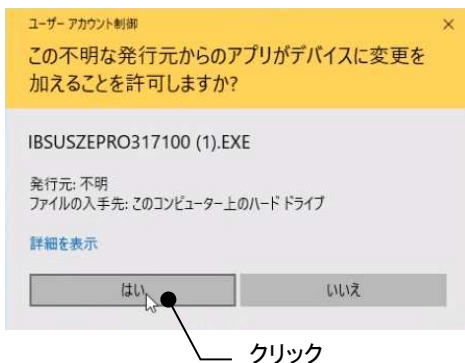 ユーザー アカウント制御
この不明な発行元からのアプリがデバイスに変更を
加えることを許可しますか?
IBSUSZEPRO317100 (1).EXE
発行元: 不明
ファイルの入手先: このコンピューター上のハード ドライブ
詳細を表示
はい
いいえ
クリック